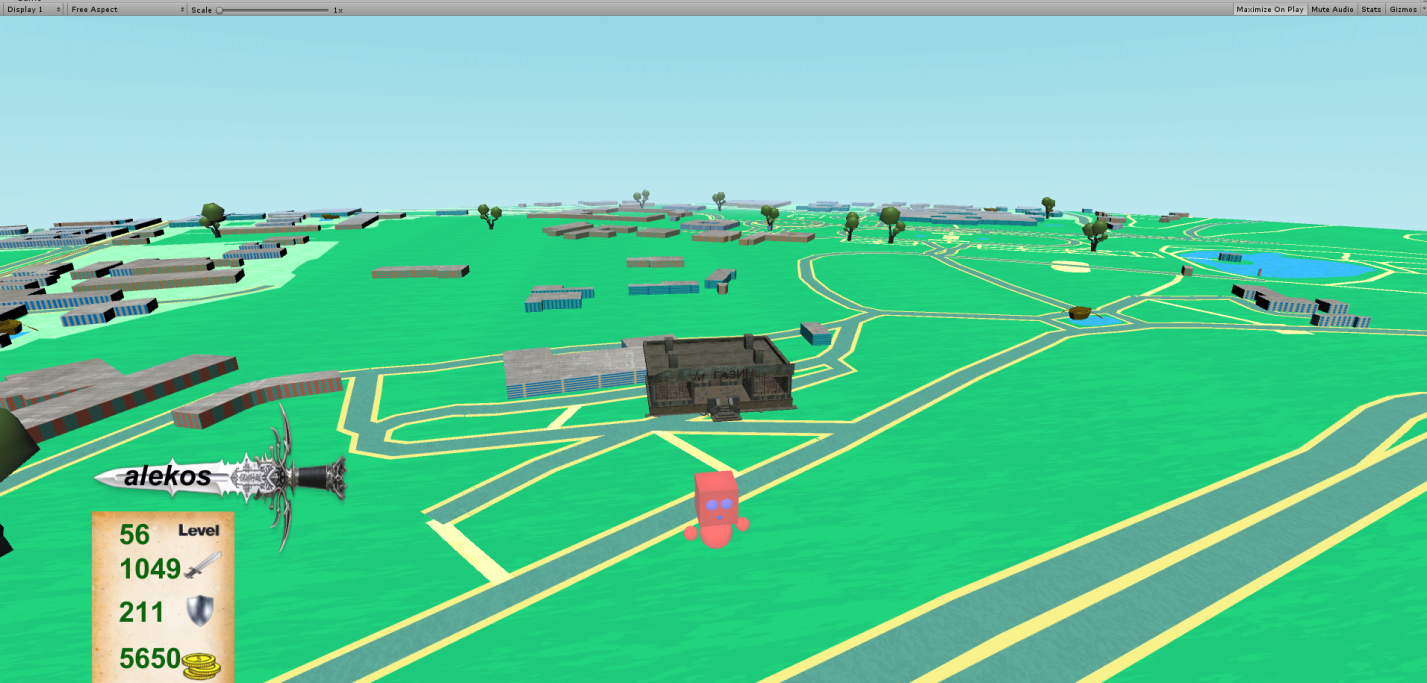 Display 1 Free Aspect Scale 1x Maximize On Play Mute Audio Stats Gizmos
alekos
56 Level
1049
211
5650